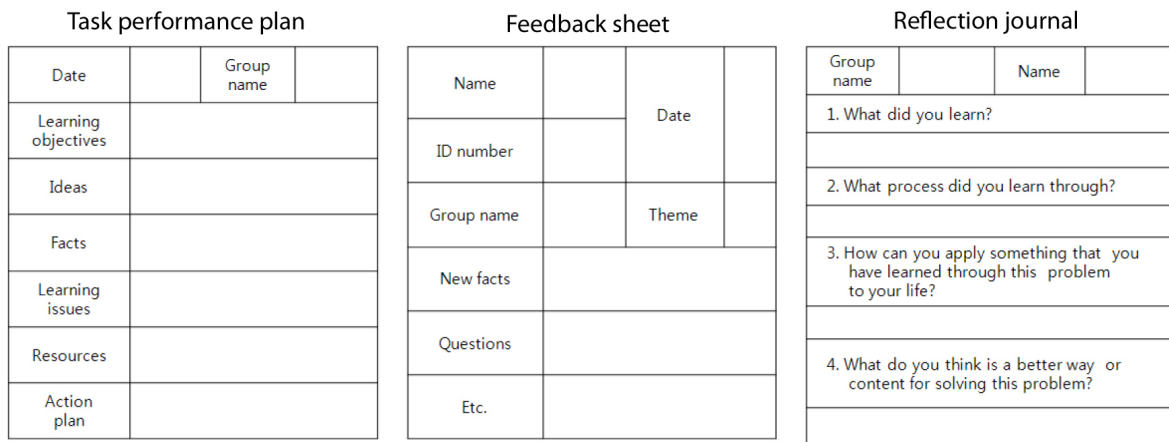 Task performance plan
Date
Group
name
Learning
objectives
Ideas
Facts
Learning
issues
Resources
Action
plan
Feedback sheet
Name
Date
ID number
Group name
Theme
New facts
Questions
Etc.
Reflection journal
Group
name
Name
1. What did you learn?
2. What process did you learn through?
3. How can you apply something that you
have learned through this problem
to your life?
4. What do you think is a better way or
content for solving this problem?